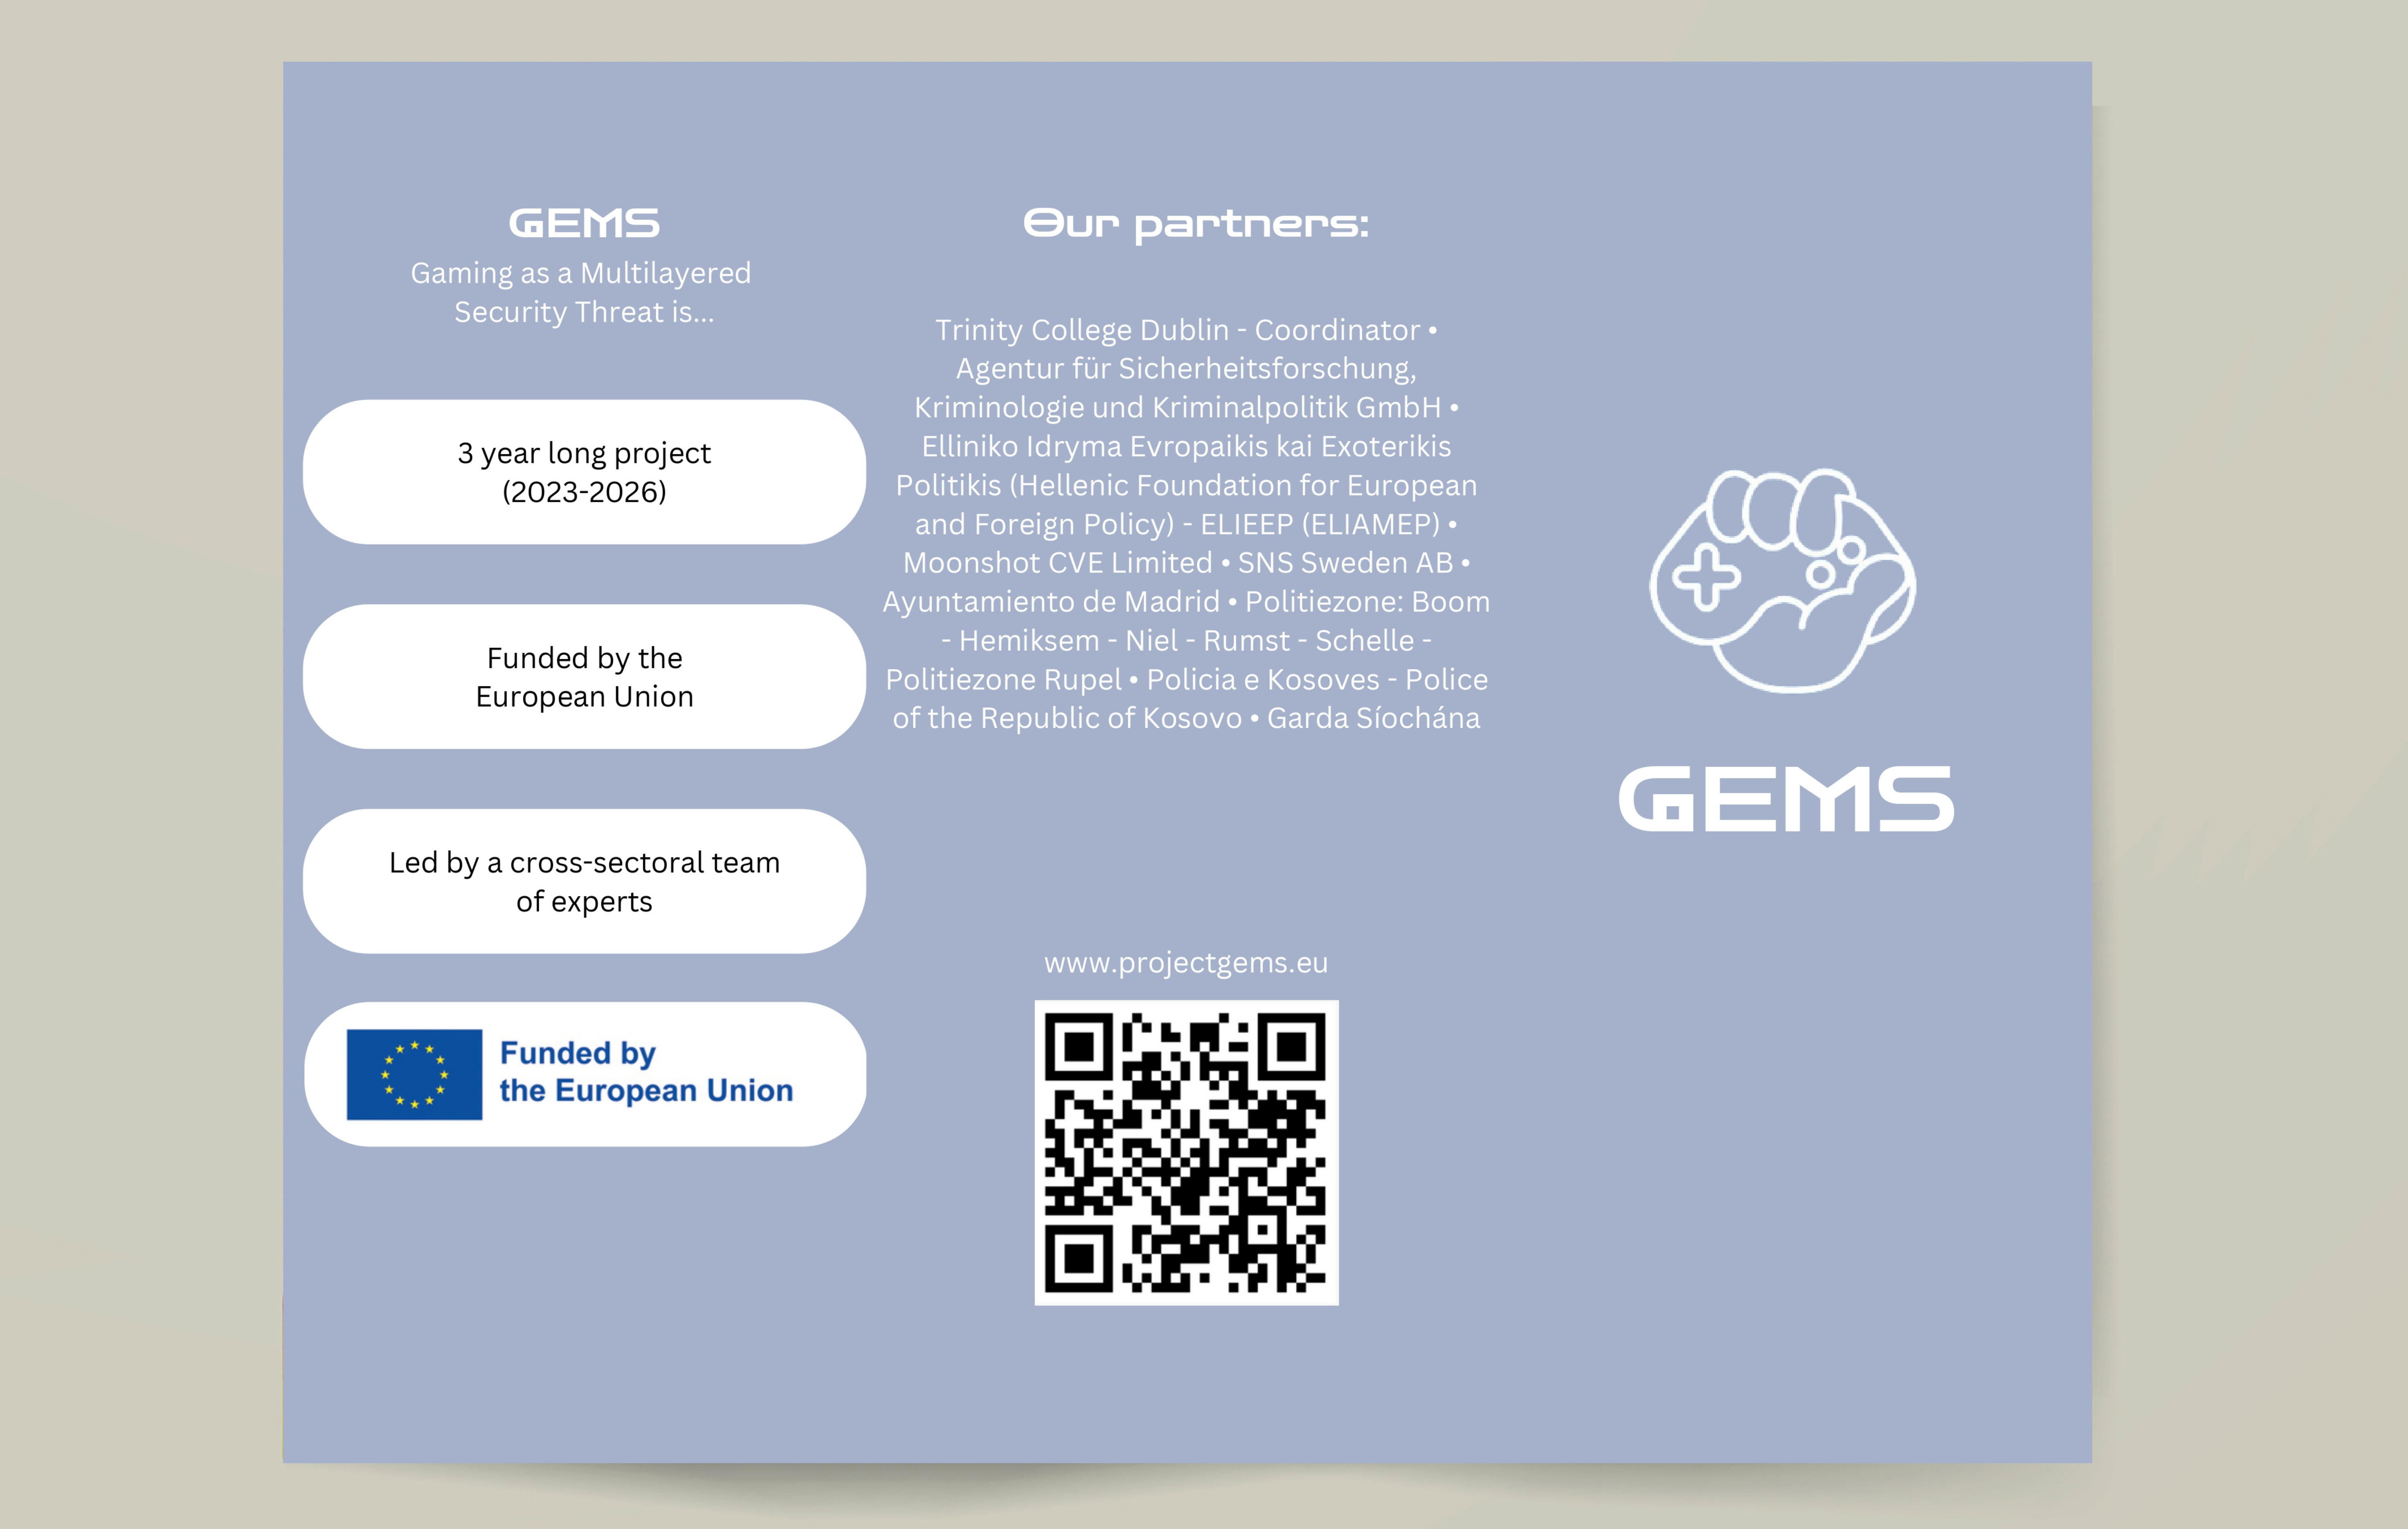 GEMS
Gaming as a Multilayered
Security Threat is...
3 year long project
(2023-2026)
Funded by the
European Union
Led by a cross-sectoral team
of experts
Funded by
the European Union
Our partners:
Trinity College Dublin - Coordinator •
Agentur für Sicherheitsforschung,
Kriminologie und Kriminalpolitik GmbH •
Elliniko Idryma Evropaikis kai Exoterikis
Politikis (Hellenic Foundation for European
and Foreign Policy) - ELIEEP (ELIAMEP) •
Moonshot CVE Limited • SNS Sweden AB •
Ayuntamiento de Madrid • Politiezone: Boom
- Hemiksem - Niel - Rumst - Schelle -
Politiezone Rupel • Policia e Kosoves - Police
of the Republic of Kosovo • Garda Síochána
www.projectgems.eu
GEMS